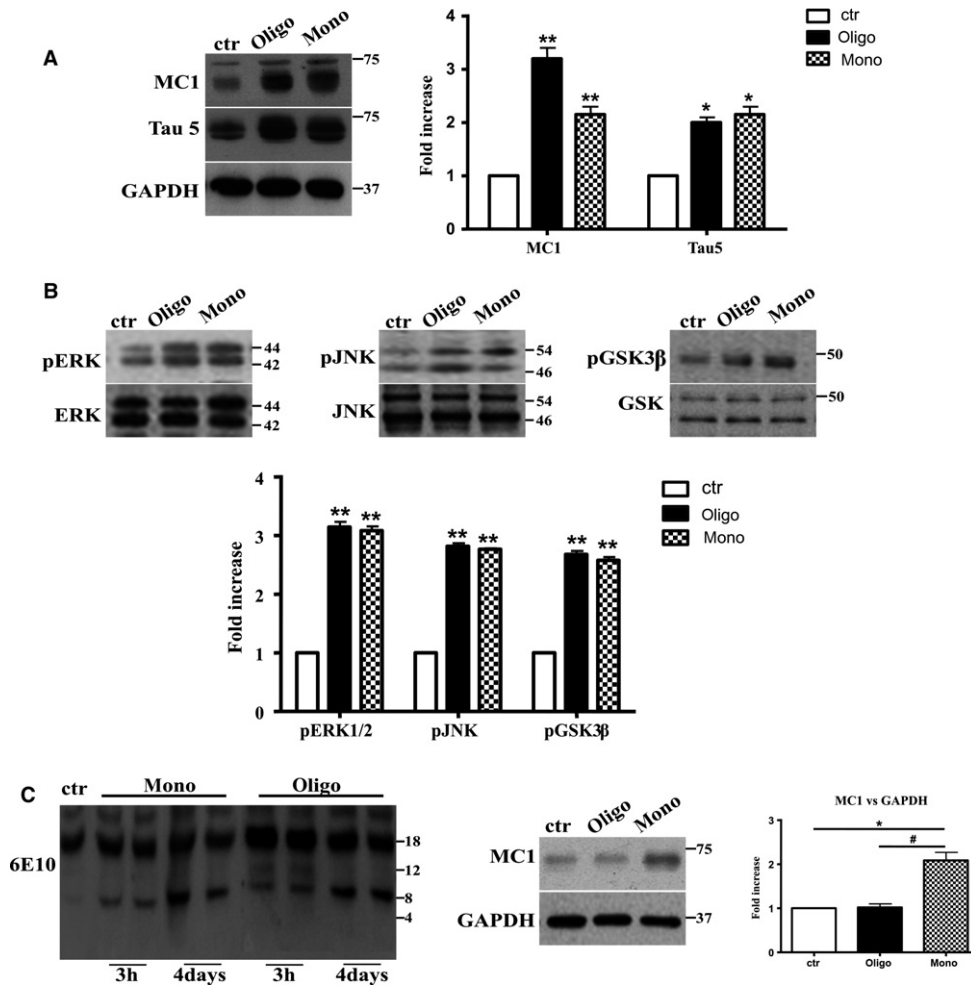 A
ctr Oligo Mono
MC1
75
Tau 5
75
GAPDH
37
Fold increase
4
3
2
1
0
** ** * *
MC1 Tau5
ctr
Oligo
Mono
B
ctr Oligo Mono
pERK
44
42
ERK
44
42
ctr Oligo Mono
pJNK
54
46
JNK
54
46
ctr Oligo Mono
pGSK3β
50
GSK
50
Fold increase
4
3
2
1
0
** ** ** ** ** **
pERK1/2 pJNK pGSK3β
ctr
Oligo
Mono
C
ctr Mono Oligo
6E10
18
12
8
4
3h 4days 3h 4days
ctr Oligo Mono
MC1
75
GAPDH
37
MC1 vs GAPDH
Fold increase
3
2
1
0
*
#
ctr Oligo Mono